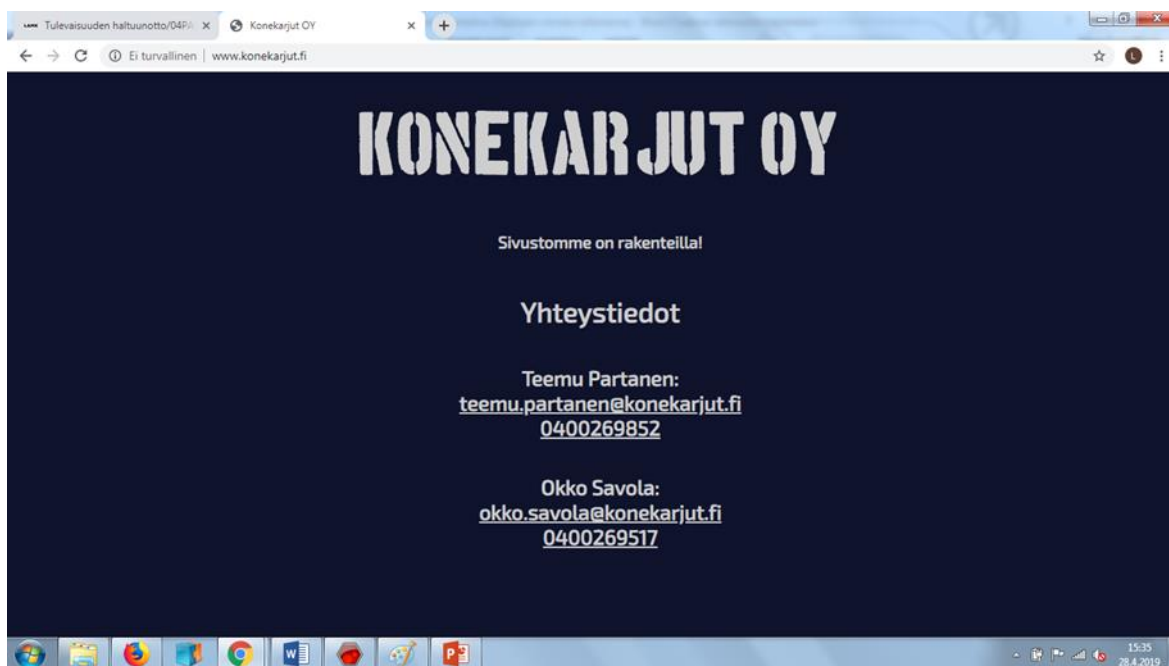 Tulevaisuuden haltuunotto/04PA
Konekarjut OY
Ei turvallinen | www.konekarjut.fi
L
KONEKARJUT OY
Sivustomme on rakenteilla!
Yhteystiedot
Teemu Partanen:
teemu.partanen@konekarjut.fi
0400269852
Okko Savola:
okko.savola@konekarjut.fi
0400269517
15:35
28.4.2019